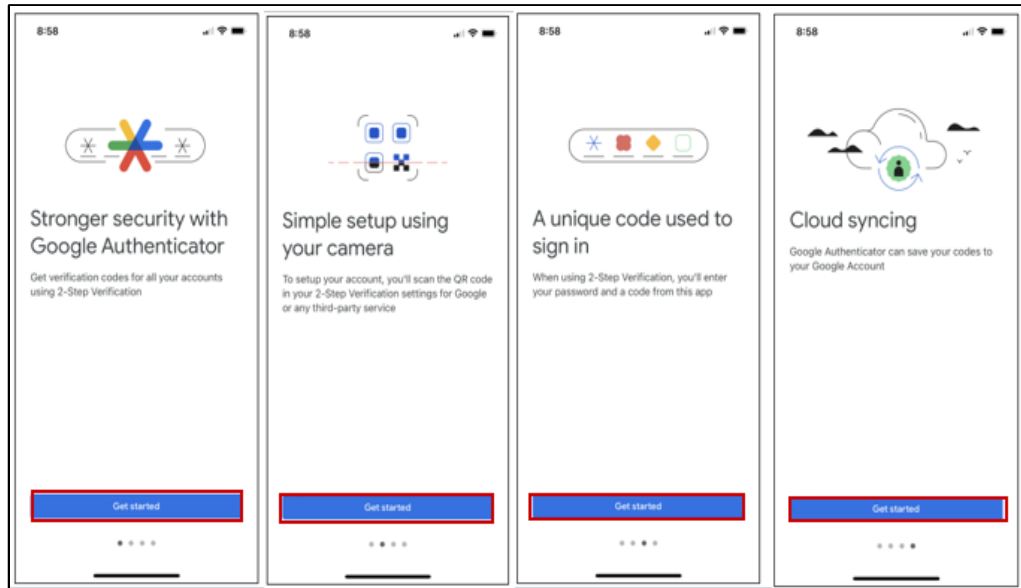 8:58
Stronger security with
Google Authenticator
Get verification codes for all your accounts
using 2-Step Verification
Get started
8:58
Simple setup using
your camera
To setup your account, you'll scan the QR code
in your 2-Step Verification settings for Google
or any third-party service
Get started
8:58
A unique code used to
sign in
When using 2-Step Verification, you'll enter
your password and a code from this app
Get started
8:58
Cloud syncing
Google Authenticator can save your codes to
your Google Account
Get started